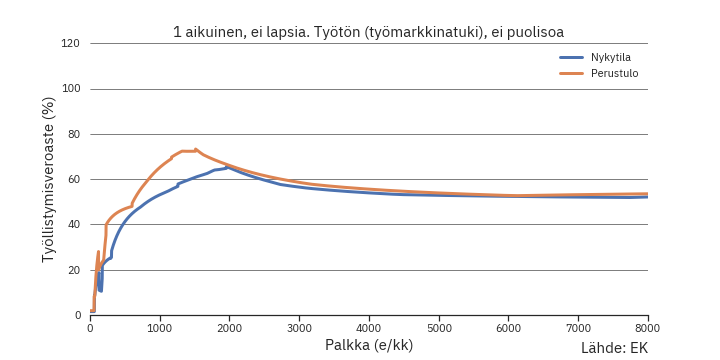 1 aikuinen, ei lapsia. Työtön (työmarkkinatuki), ei puolisoa
Nykytila
Perustulo
Työllistymisveroaste (%)
120
100
80
60
40
20
0
0 1000 2000 3000 4000 5000 6000 7000 8000
Palkka (e/kk)
Lähde: EK